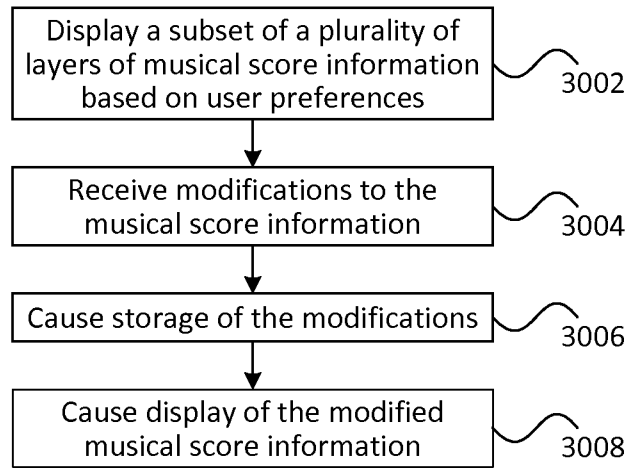 Display a subset of a plurality of
layers of musical score information
based on user preferences
3002
Receive modifications to the
musical score information
3004
Cause storage of the modifications
3006
Cause display of the modified
musical score information
3008